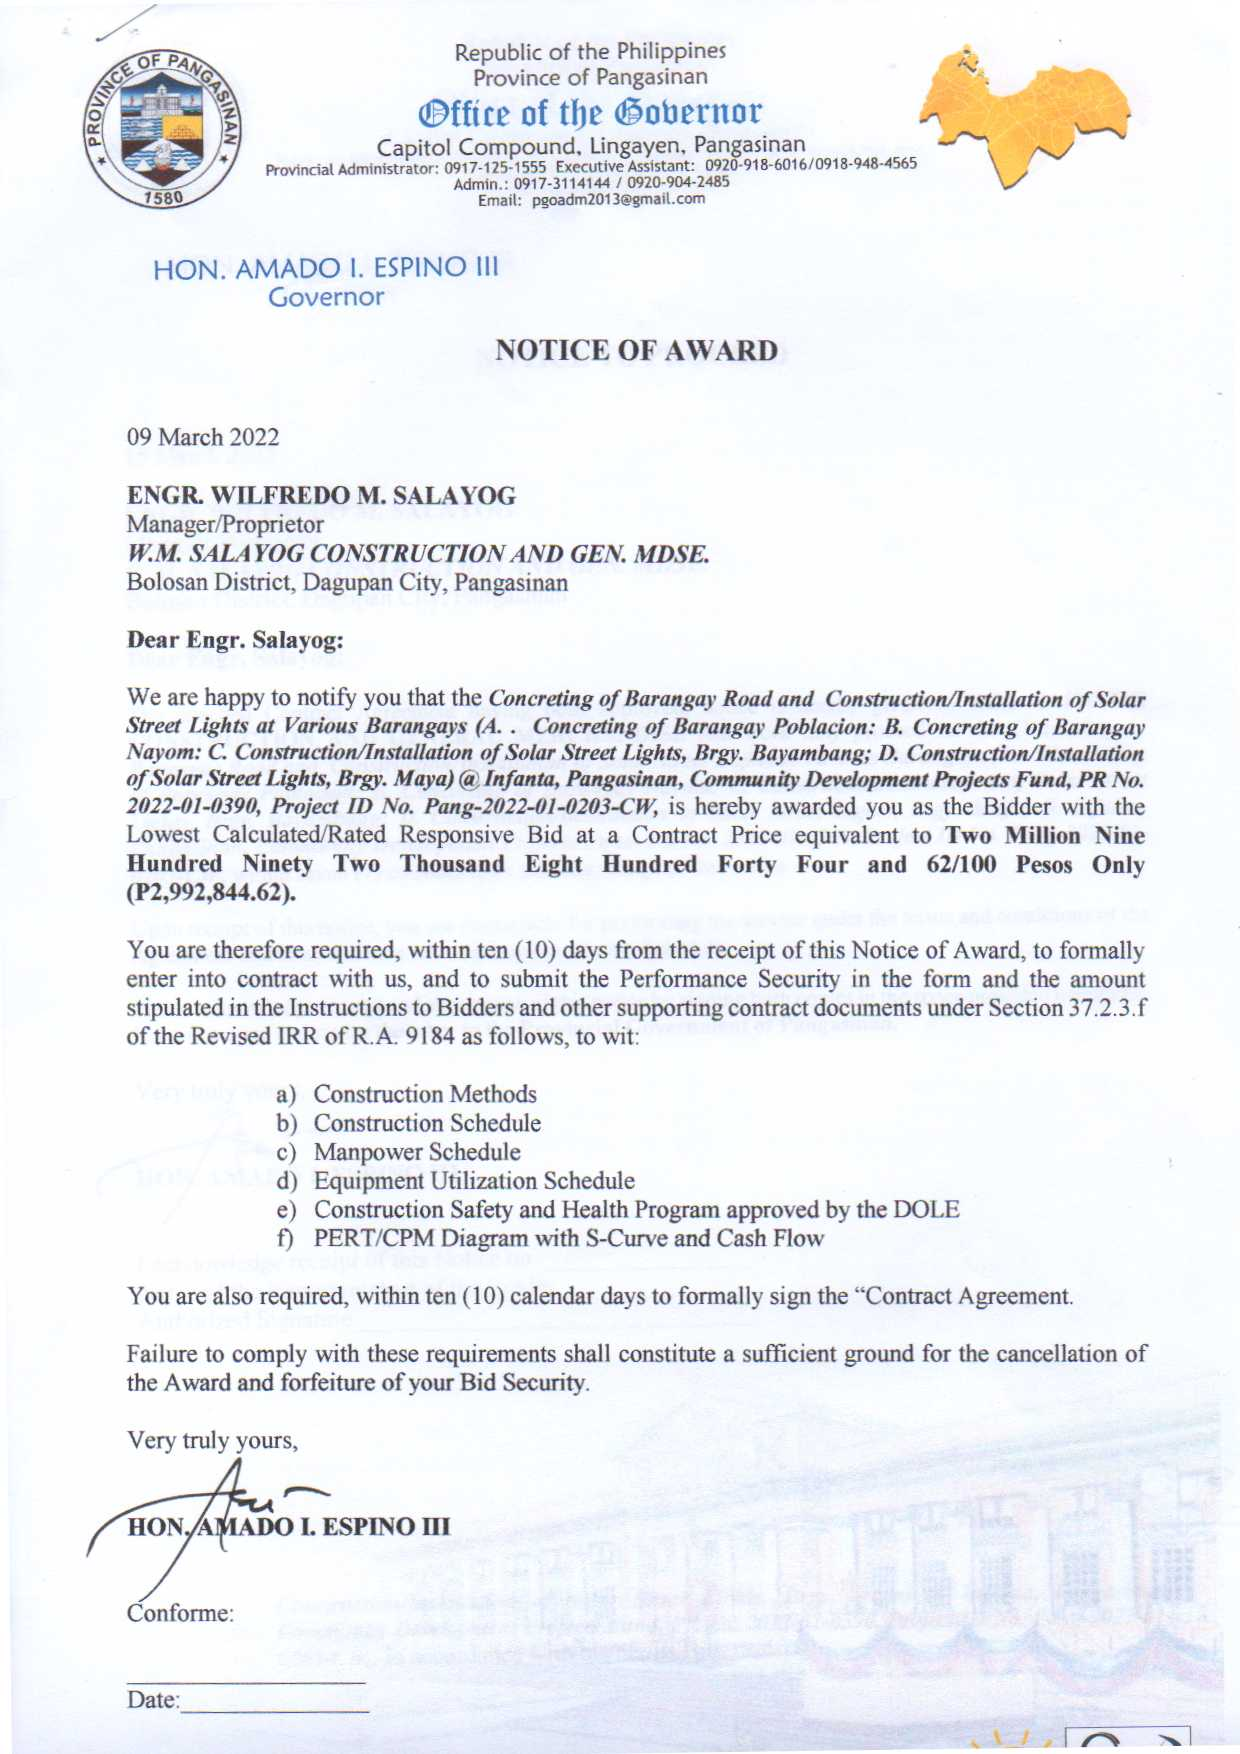 Republic of the Philippines
Province of Pangasinan
Office of the Governor
Capitol Compound, Lingayen, Pangasinan
Provincial Administrator: 0917-125-1555 Executive Assistant: 0920-918-6016/0918-948-4565
Admin.: 0917-3114144 / 0920-904-2485
Email: pgoadm2013@gmail.com
PROVINCE OF PANGASINAN
1580
HON. AMADO I. ESPINO III
Governor
NOTICE OF AWARD
09 March 2022
ENGR. WILFREDO M. SALAYOG
Manager/Proprietor
W.M. SALAYOG CONSTRUCTION AND GEN. MDSE.
Bolosan District, Dagupan City, Pangasinan
Dear Engr. Salayog:
We are happy to notify you that the Concreting of Barangay Road and Construction/Installation of Solar
Street Lights at Various Barangays (A. . Concreting of Barangay Poblacion: B. Concreting of Barangay
Nayom: C. Construction/Installation of Solar Street Lights, Brgy. Bayambang; D. Construction/Installation
of Solar Street Lights, Brgy. Maya) @ Infanta, Pangasinan, Community Development Projects Fund, PR No.
2022-01-0390, Project ID No. Pang-2022-01-0203-CW, is hereby awarded you as the Bidder with the
Lowest Calculated/Rated Responsive Bid at a Contract Price equivalent to Two Million Nine
Hundred Ninety Two Thousand Eight Hundred Forty Four and 62/100 Pesos Only
(P2,992,844.62).
You are therefore required, within ten (10) days from the receipt of this Notice of Award, to formally
enter into contract with us, and to submit the Performance Security in the form and the amount
stipulated in the Instructions to Bidders and other supporting contract documents under Section 37.2.3.f
of the Revised IRR of R.A. 9184 as follows, to wit:
a) Construction Methods
b) Construction Schedule
c) Manpower Schedule
d) Equipment Utilization Schedule
e) Construction Safety and Health Program approved by the DOLE
f) PERT/CPM Diagram with S-Curve and Cash Flow
You are also required, within ten (10) calendar days to formally sign the “Contract Agreement.
Failure to comply with these requirements shall constitute a sufficient ground for the cancellation of
the Award and forfeiture of your Bid Security.
Very truly yours,
HON. AMADO I. ESPINO III
Conforme:
Date: